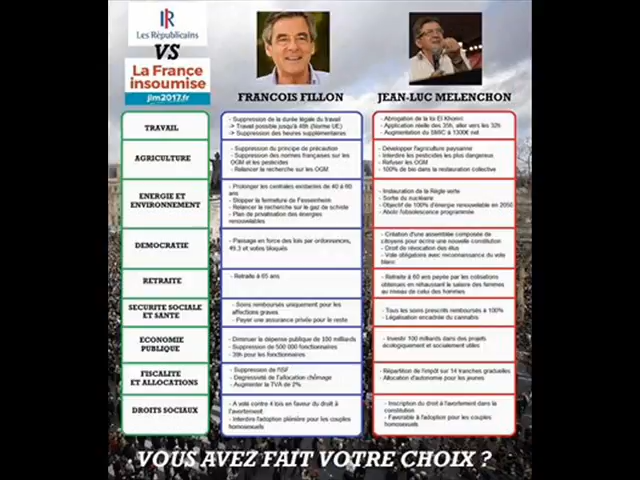 Les Républicains
VS
La France
insoumise
jlm2017.fr
FRANCOIS FILLON
JEAN-LUC MELENCHON
TRAVAIL
- Suppression de la durée légale du travail
-> Travail possible jusqu'à 48h (Norme UE)
-> Suppression des heures supplémentaires
- Abrogation de la loi El Khomri
- Application réelle des 35h, aller vers les 32h
- Augmentation du SMIC à 1300€ net
AGRICULTURE
- Suppression du principe de précaution
- Suppression des normes françaises sur les
OGM et les pesticides
- Relancer la recherche sur les OGM
- Développer l'agriculture paysanne
- Interdire les pesticides les plus dangereux
- Refuser les OGM
- 100% de bio dans la restauration collective
ENERGIE ET
ENVIRONNEMENT
- Prolonger les centrales existantes de 40 à 60
ans
- Stopper la fermeture de Fessenheim
- Relancer la recherche sur le gaz de schiste
- Plan de privatisation des énergies
renouvelables
- Instauration de la Règle verte
- Sortie du nucléaire
- Objectif de 100% d'énergie renouvelable en 2050
- Abolir l'obsolescence programmée
DEMOCRATIE
- Passage en force des lois par ordonnances,
49.3 et votes bloqués
- Création d'une assemblée composée de
citoyens pour écrire une nouvelle constitution
- Droit de révocation des élus
- Vote obligatoire avec reconnaissance du vote
blanc
RETRAITE
- Retraite à 65 ans
- Retraite à 60 ans payée par les cotisations
obtenues en réhaussant le salaire des femmes
au niveau de celui des hommes
SECURITE SOCIALE
ET SANTE
- Soins remboursés uniquement pour les
affections graves
- Payer une assurance privée pour le reste
- Tous les soins prescrits remboursés à 100%
- Légalisation encadrée du cannabis
ECONOMIE
PUBLIQUE
- Diminuer la dépense publique de 100 milliards
- Suppression de 500 000 fonctionnaires
- 39h pour les fonctionnaires
- Investir 100 milliards dans des projets
écologiquement et socialement utiles
FISCALITE
ET ALLOCATIONS
- Suppression de l'ISF
- Dégressivité de l'allocation chômage
- Augmenter la TVA de 2%
- Répartition de l'impôt sur 14 tranches graduelles
- Allocation d'autonomie pour les jeunes
DROITS SOCIAUX
- A voté contre 4 lois en faveur du droit à
l'avortement
- Interdire l'adoption plénière pour les couples
homosexuels
- Inscription du droit à l'avortement dans la
constitution
- Favorable à l'adoption pour les couples
homosexuels
VOUS AVEZ FAIT VOTRE CHOIX ?